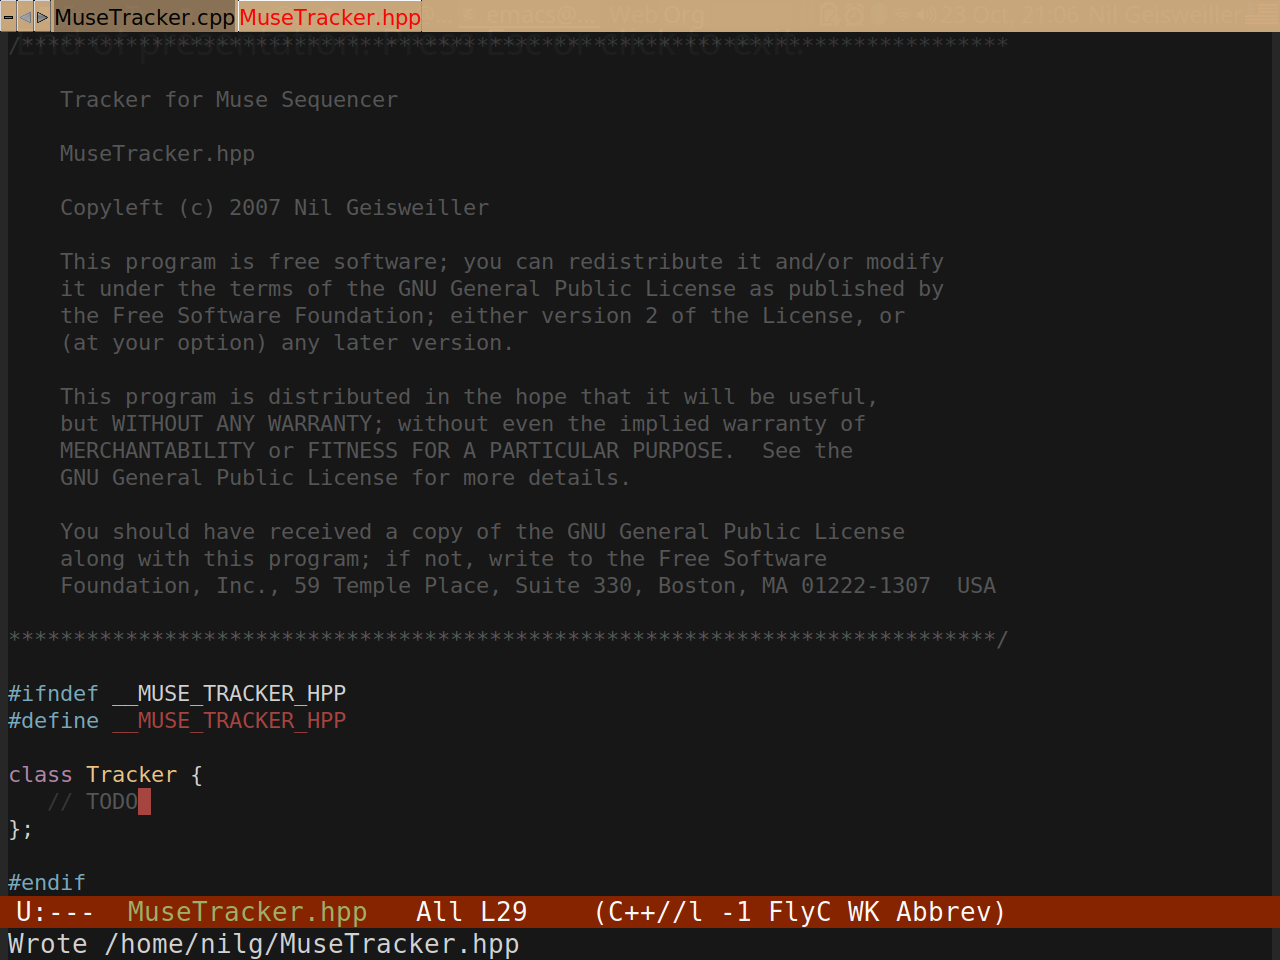 MuseTracker.cpp MuseTracker.hpp
/****************************************************************************
Tracker for Muse Sequencer
MuseTracker.hpp
Copyleft (c) 2007 Nil Geisweiller
This program is free software; you can redistribute it and/or modify
it under the terms of the GNU General Public License as published by
the Free Software Foundation; either version 2 of the License, or
(at your option) any later version.
This program is distributed in the hope that it will be useful,
but WITHOUT ANY WARRANTY; without even the implied warranty of
MERCHANTABILITY or FITNESS FOR A PARTICULAR PURPOSE.  See the
GNU General Public License for more details.
You should have received a copy of the GNU General Public License
along with this program; if not, write to the Free Software
Foundation, Inc., 59 Temple Place, Suite 330, Boston, MA 01222-1307  USA
****************************************************************************/
#ifndef __MUSE_TRACKER_HPP
#define __MUSE_TRACKER_HPP
class Tracker {
// TODO
};
#endif
U:---  MuseTracker.hpp   All L29    (C++//l -1 FlyC WK Abbrev)
Wrote /home/nilg/MuseTracker.hpp